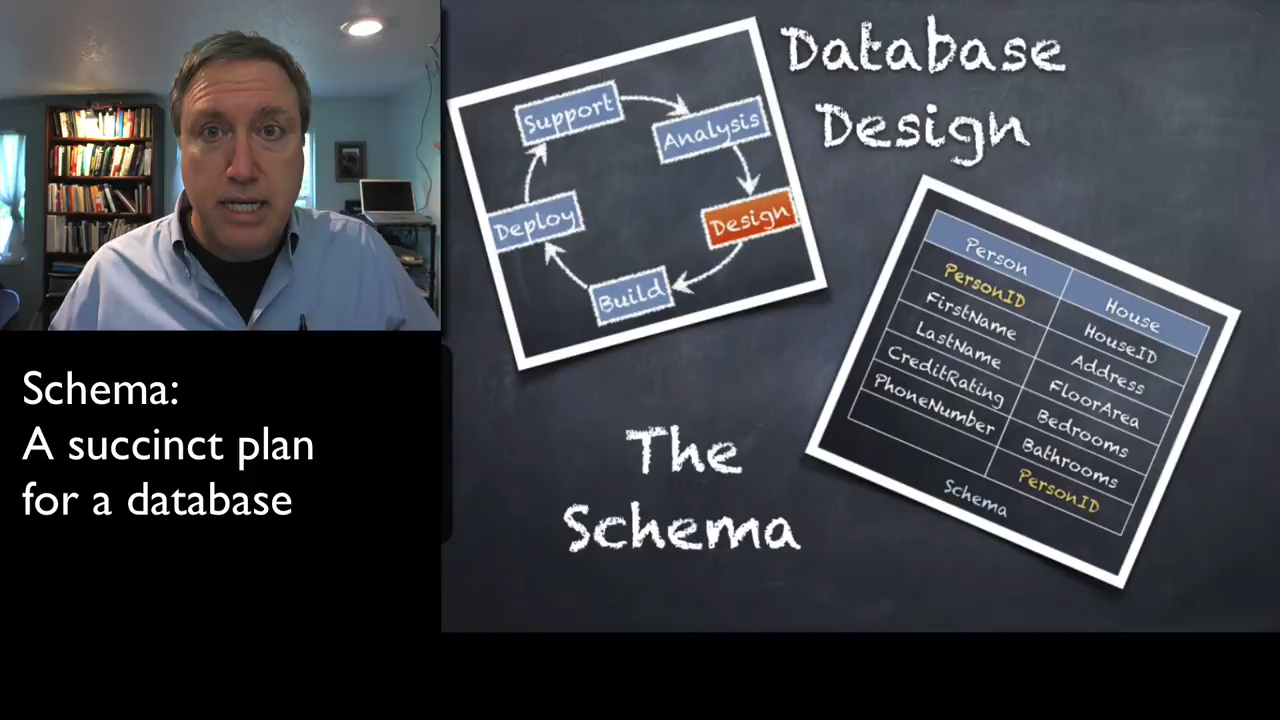 Schema:
A succinct plan
for a database
Database
Design
Support
Analysis
Design
Build
Deploy
The
Schema
Person
PersonID
FirstName
LastName
CreditRating
PhoneNumber
House
HouseID
Address
FloorArea
Bedrooms
Bathrooms
PersonID
Schema